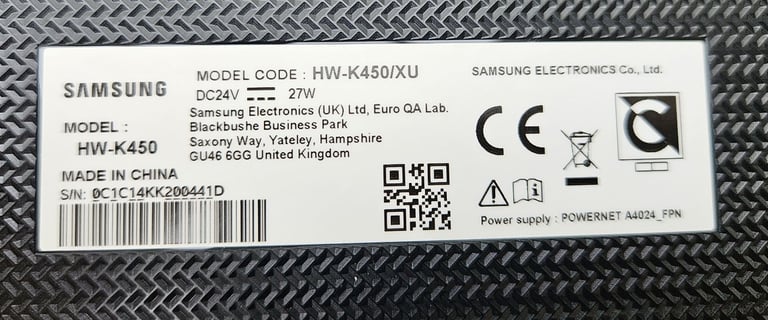 SAMSUNG
MODEL :
HW-K450
MADE IN CHINA
S/N: 0C1C14KK200441D
MODEL CODE : HW-K450/XU
DC24V 27W
Samsung Electronics (UK) Ltd, Euro QA Lab.
Blackbushe Business Park
Saxony Way, Yateley, Hampshire
GU46 6GG United Kingdom
SAMSUNG ELECTRONICS Co., Ltd.
CE
Power supply : POWERNET A4024_FPN